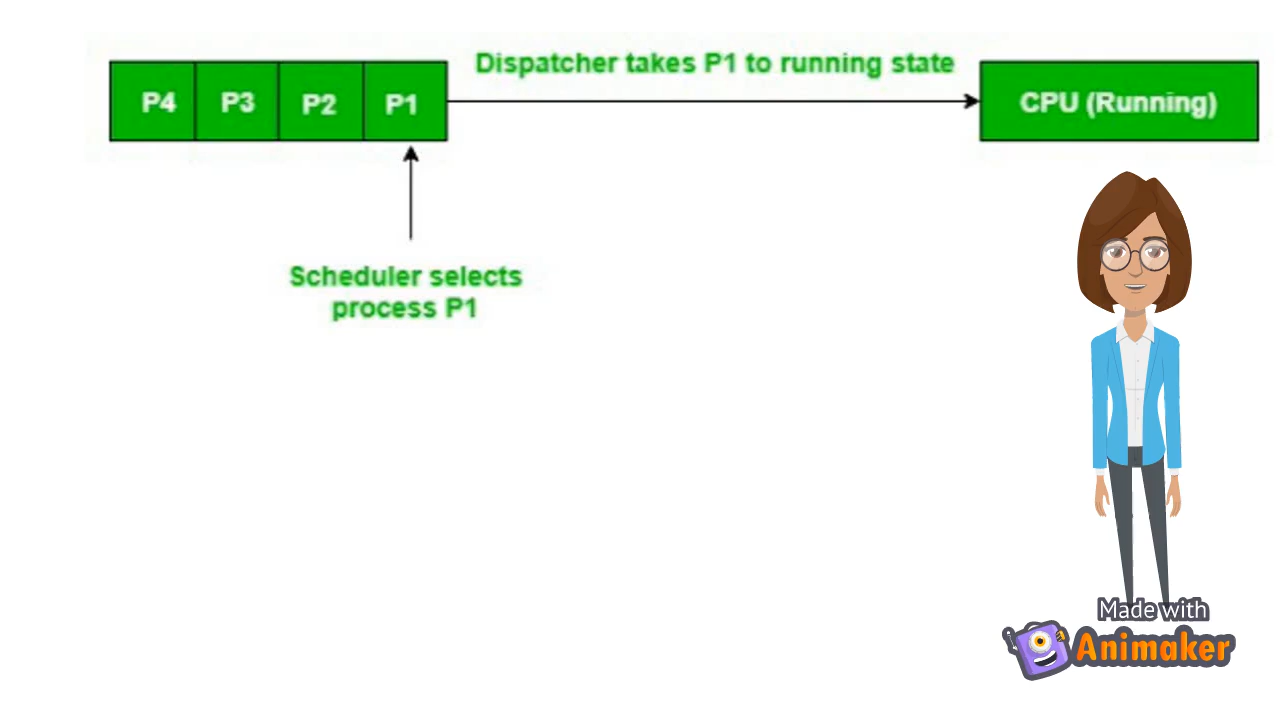 Dispatcher takes P1 to running state
P4 P3 P2 P1
CPU (Running)
Scheduler selects
process P1
Made with
Animaker